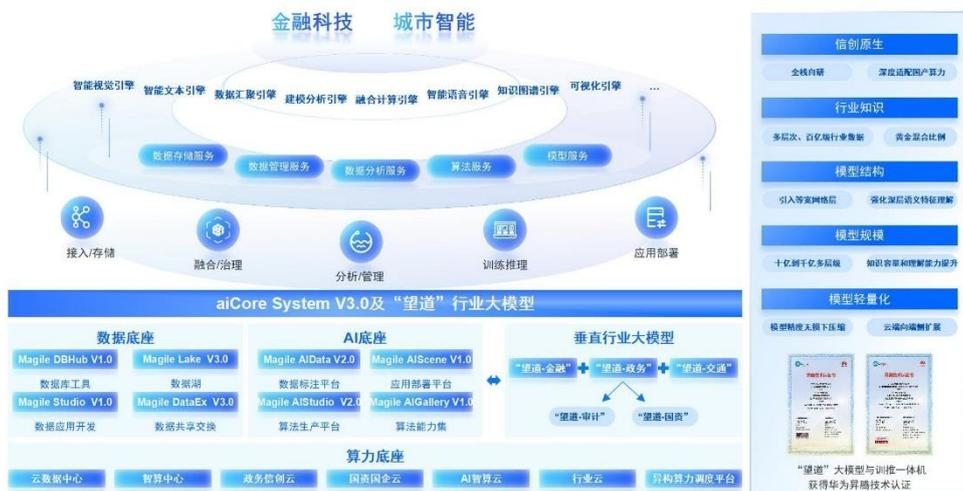 金融科技 城市智能
智能视觉引擎 智能文本引擎 数据汇聚引擎 建模分析引擎 融合计算引擎 智能语音引擎 知识图谱引擎 可视化引擎 …
数据存储服务 数据管理服务 数据分析服务 算法服务 模型服务
接入/存储 融合/治理 分析/管理 训练推理 应用部署
aiCore System V3.0及“望道”行业大模型
数据底座
Magile DBHub V1.0 Magile Lake V3.0
数据库工具 数据湖
Magile Studio V1.0 Magile DataEx V3.0
数据应用开发 数据共享交换
AI底座
Magile AIData V2.0 Magile AIScene V1.0
数据标注平台 应用部署平台
Magile AIStudio V2.0 Magile AIGallery V1.0
算法生产平台 算法能力集
垂直行业大模型
“望道-金融” + “望道-政务” + “望道-交通”
“望道-审计” “望道-国资”
算力底座
云数据中心 智算中心 政务信创云 国资国企云 AI智算云 行业云 异构算力调度平台
信创原生
全栈自研 深度适配国产算力
行业知识
多层次、百亿级行业数据 黄金混合比例
模型结构
引入等宽网络层 强化深层语义特征理解
模型规模
十亿到千亿多层级 知识容量和理解能力提升
模型轻量化
模型精度无损下压缩 云端向端侧扩展
“望道”大模型与训推一体机
获得华为昇腾技术认证